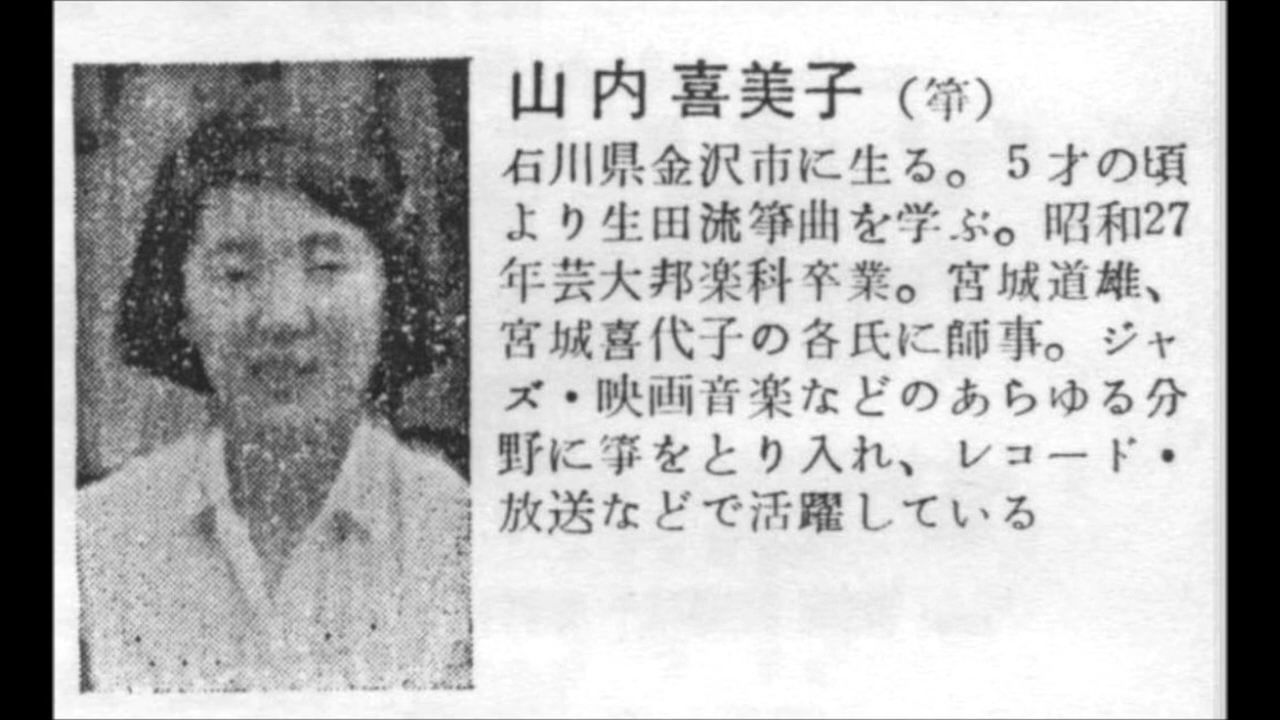 山内喜美子（箏）
石川県金沢市に生る。5才の頃
より生田流箏曲を学ぶ。昭和27
年芸大邦楽科卒業。宮城道雄、
宮城喜代子の各氏に師事。ジャ
ズ・映画音楽などのあらゆる分
野に箏をとり入れ、レコード・
放送などで活躍している